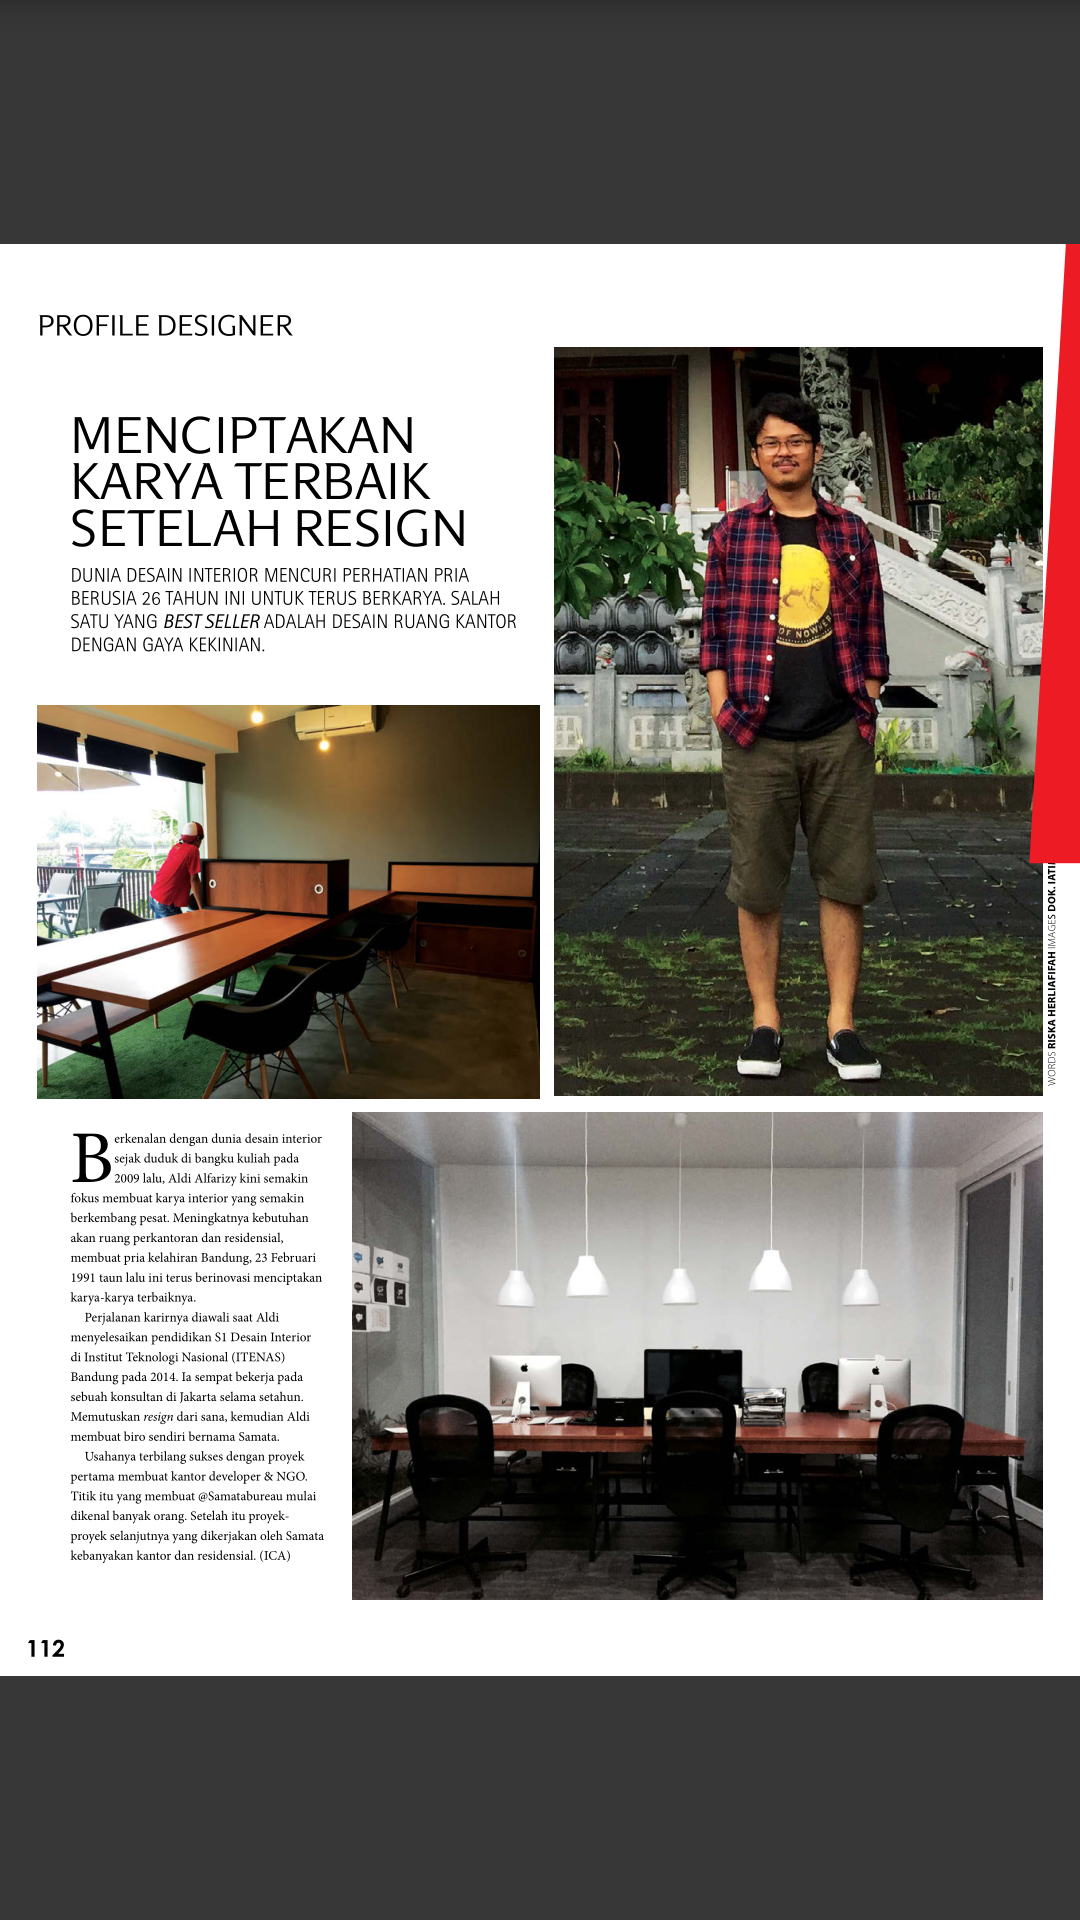 PROFILE DESIGNER
MENCIPTAKAN
KARYA TERBAIK
SETELAH RESIGN
DUNIA DESAIN INTERIOR MENCURI PERHATIAN PRIA
BERUSIA 26 TAHUN INI UNTUK TERUS BERKARYA. SALAH
SATU YANG BEST SELLER ADALAH DESAIN RUANG KANTOR
DENGAN GAYA KEKINIAN.
OF NOWHER
WORDS RISKA HERLIAFIFAH IMAGES DOK.
Berkenalan dengan dunia desain interior
sejak duduk di bangku kuliah pada
2009 lalu, Aldi Alfarizy kini semakin
fokus membuat karya interior yang semakin
berkembang pesat. Meningkatnya kebutuhan
akan ruang perkantoran dan residensial,
membuat pria kelahiran Bandung, 23 Februari
1991 taun lalu ini terus berinovasi menciptakan
karya-karya terbaiknya.
Perjalanan karirnya diawali saat Aldi
menyelesaikan pendidikan S1 Desain Interior
di Institut Teknologi Nasional (ITENAS)
Bandung pada 2014. Ia sempat bekerja pada
sebuah konsultan di Jakarta selama setahun.
Memutuskan resign dari sana, kemudian Aldi
membuat biro sendiri bernama Samata.
Usahanya terbilang sukses dengan proyek
pertama membuat kantor developer & NGO.
Titik itu yang membuat @Samatabureau mulai
dikenal banyak orang. Setelah itu proyek-
proyek selanjutnya yang dikerjakan oleh Samata
kebanyakan kantor dan residensial. (ICA)
112